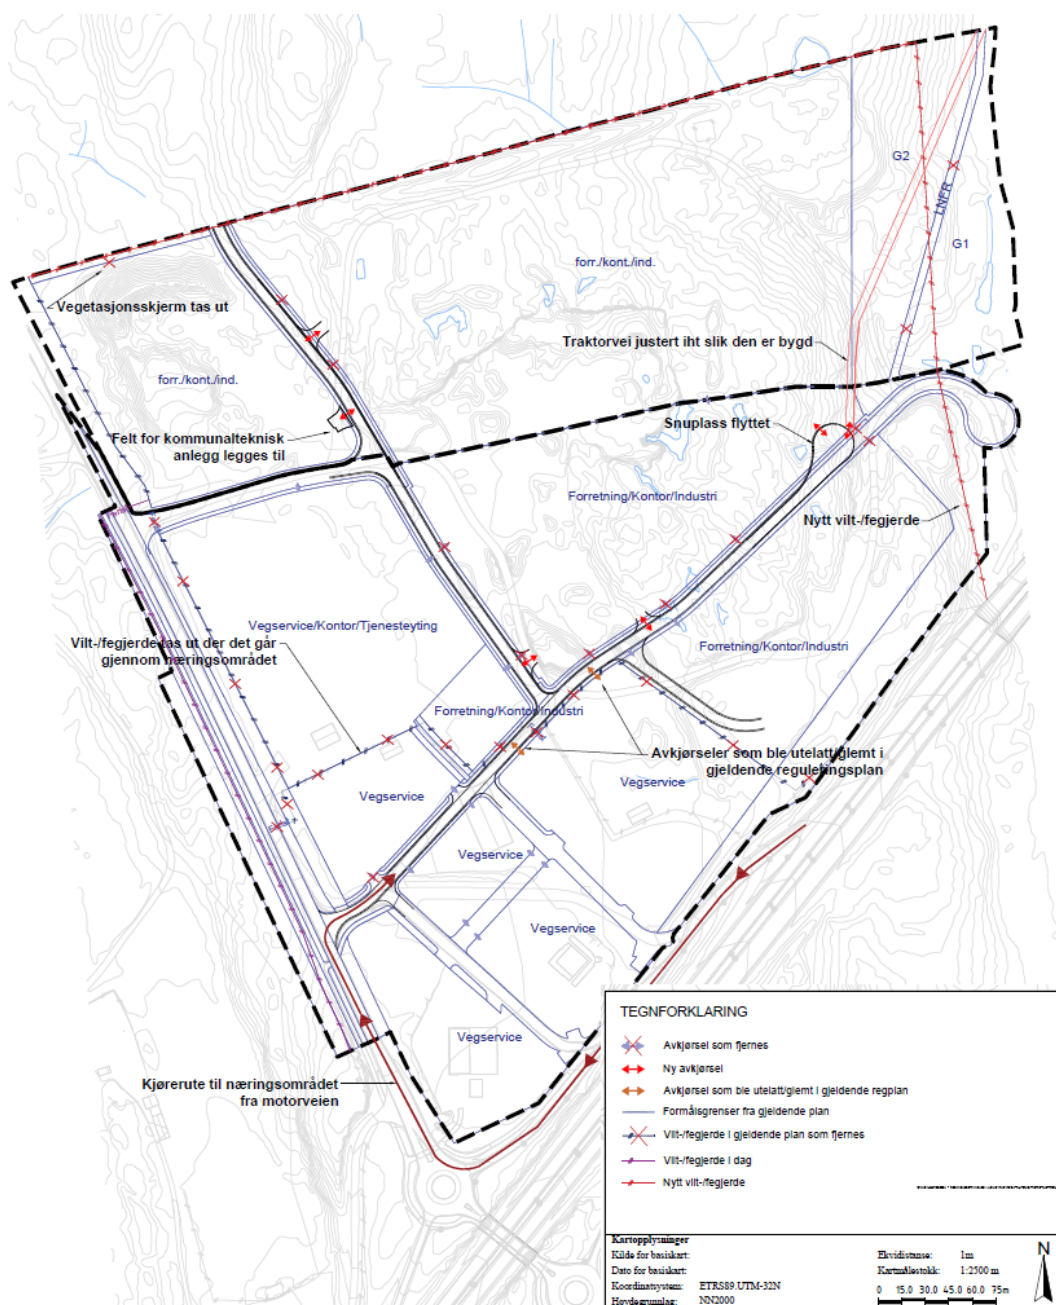 G2
LNFR
G1
forr./kont./ind.
Vegetasjonsskjerm tas ut
Traktorvei justert iht slik den er bygd
forr./kont./ind.
Snuplass flyttet
Felt for kommunalteknisk
anlegg legges til
Forretning/Kontor/Industri
Nytt vilt-/fegjerde
Vegservice/Kontor/Tjenesteyting
Vilt-/fegjerde tas ut der det går
gjennom næringsområdet
Forretning/Kontor/Industri
Forretning/Kontor/Industri
Avkjørseler som ble utelatt/glemt i
gjeldende reguleringsplan
Vegservice
Vegservice
Vegservice
Vegservice
Vegservice
Kjørerute til næringsområdet
fra motorveien
TEGNFORKLARING
Avkjørsel som fjernes
Ny avkjørsel
Avkjørsel som ble utelatt/glemt i gjeldende regplan
Formålsgrenser fra gjeldende plan
Vilt-/fegjerde i gjeldende plan som fjernes
Vilt-/fegjerde i dag
Nytt vilt-/fegjerde
Kartopplysninger
Kilde for basiskart:
Dato for basiskart:
Koordinatsystem: ETRS89.UTM-32N
Høydegrunnlag: NN2000
Ekvidistanse: 1m
Kartmålestokk: 1:2500 m
0 15.0 30.0 45.0 60.0 75m
N